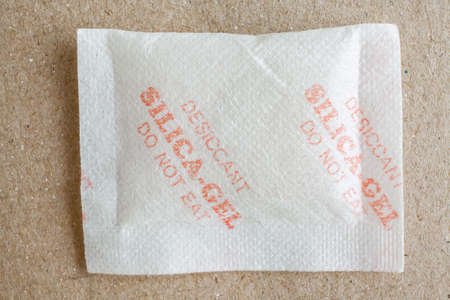 DESICCANT
SILICA-GEL
DO NOT EAT
DESICCANT
SILICA-GEL
DO NOT EAT